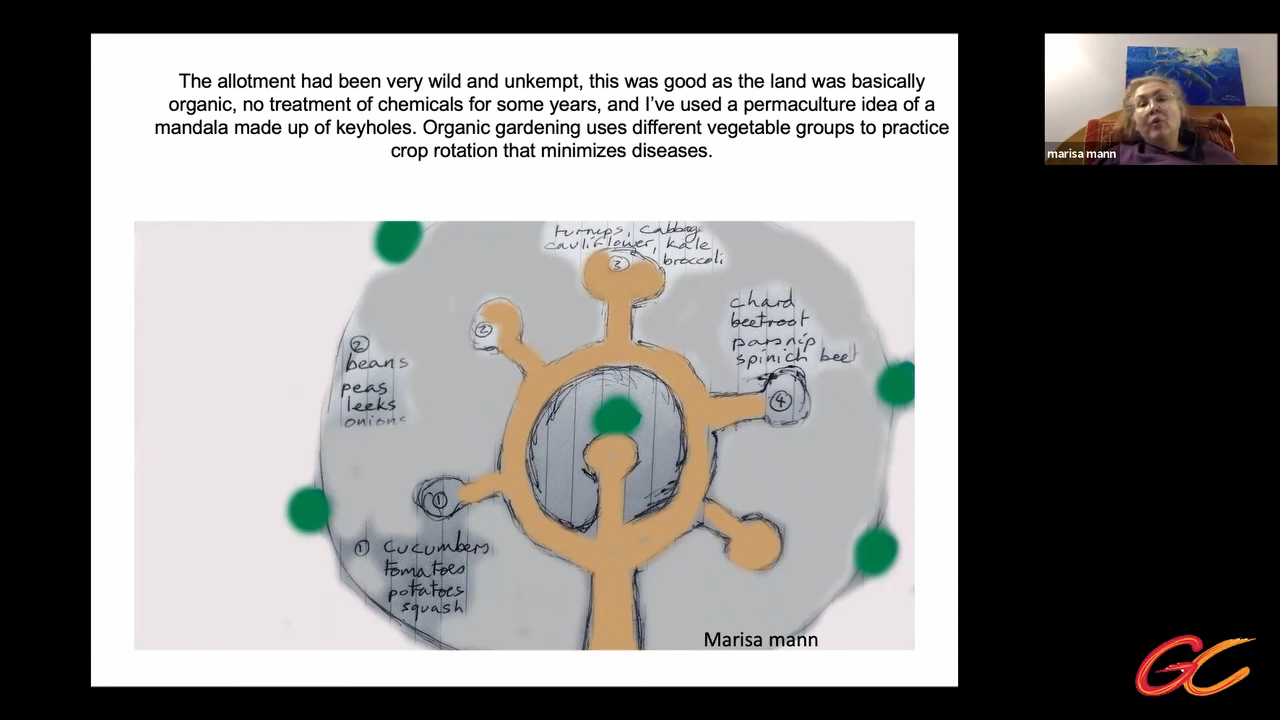 The allotment had been very wild and unkempt, this was good as the land was basically
organic, no treatment of chemicals for some years, and I've used a permaculture idea of a
mandala made up of keyholes. Organic gardening uses different vegetable groups to practice
crop rotation that minimizes diseases.
marisa mann
turnips, cabbage
cauliflower, kale
broccoli
3
chard
beetroot
parsnip
spinich beet
4
2
2
beans
peas
leeks
onions
1
1 cucumbers
tomatoes
potatoes
squash
Marisa mann
GC